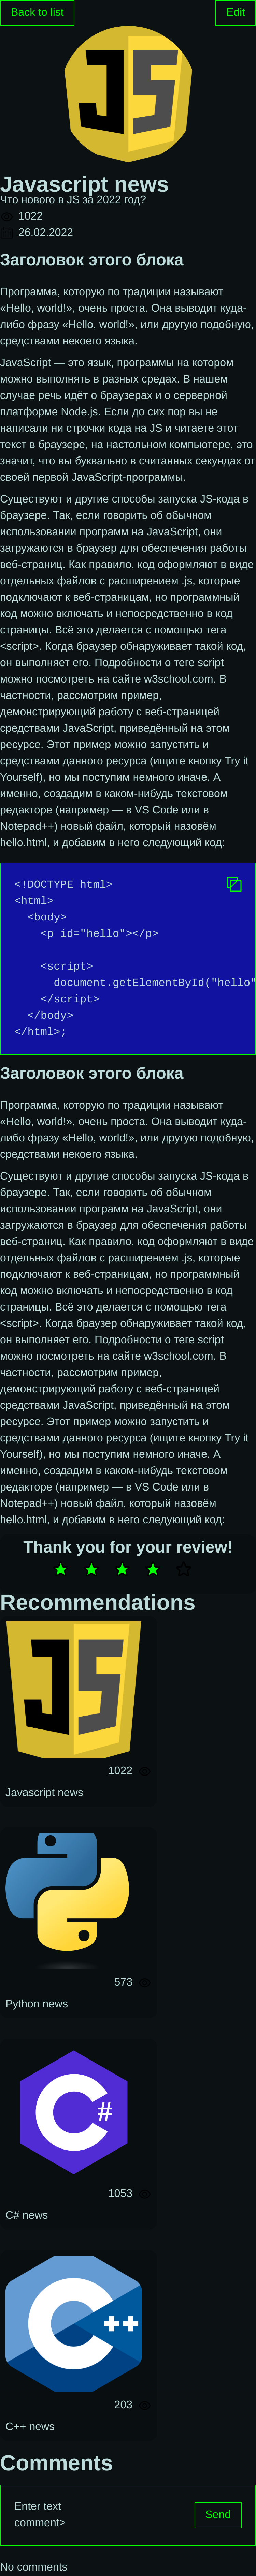 Back to list
Edit
JS
Javascript news
Что нового в JS за 2022 год?
1022
26.02.2022
Заголовок этого блока
Программа, которую по традиции называют
«Hello, world!», очень проста. Она выводит куда-
либо фразу «Hello, world!», или другую подобную,
средствами некоего языка.
JavaScript — это язык, программы на котором
можно выполнять в разных средах. В нашем
случае речь идёт о браузерах и о серверной
платформе Node.js. Если до сих пор вы не
написали ни строчки кода на JS и читаете этот
текст в браузере, на настольном компьютере, это
значит, что вы буквально в считанных секундах от
своей первой JavaScript-программы.
Существуют и другие способы запуска JS-кода в
браузере. Так, если говорить об обычном
использовании программ на JavaScript, они
загружаются в браузер для обеспечения работы
веб-страниц. Как правило, код оформляют в виде
отдельных файлов с расширением .js, которые
подключают к веб-страницам, но программный
код можно включать и непосредственно в код
страницы. Всё это делается с помощью тега
<script>. Когда браузер обнаруживает такой код,
он выполняет его. Подробности о теге script
можно посмотреть на сайте w3school.com. В
частности, рассмотрим пример,
демонстрирующий работу с веб-страницей
средствами JavaScript, приведённый на этом
ресурсе. Этот пример можно запустить и
средствами данного ресурса (ищите кнопку Try it
Yourself), но мы поступим немного иначе. А
именно, создадим в каком-нибудь текстовом
редакторе (например — в VS Code или в
Notepad++) новый файл, который назовём
hello.html, и добавим в него следующий код:
<!DOCTYPE html>
<html>
<body>
<p id="hello"></p>
<script>
document.getElementById("hello"
</script>
</body>
</html>;
Заголовок этого блока
Программа, которую по традиции называют
«Hello, world!», очень проста. Она выводит куда-
либо фразу «Hello, world!», или другую подобную,
средствами некоего языка.
Существуют и другие способы запуска JS-кода в
браузере. Так, если говорить об обычном
использовании программ на JavaScript, они
загружаются в браузер для обеспечения работы
веб-страниц. Как правило, код оформляют в виде
отдельных файлов с расширением .js, которые
подключают к веб-страницам, но программный
код можно включать и непосредственно в код
страницы. Всё это делается с помощью тега
<script>. Когда браузер обнаруживает такой код,
он выполняет его. Подробности о теге script
можно посмотреть на сайте w3school.com. В
частности, рассмотрим пример,
демонстрирующий работу с веб-страницей
средствами JavaScript, приведённый на этом
ресурсе. Этот пример можно запустить и
средствами данного ресурса (ищите кнопку Try it
Yourself), но мы поступим немного иначе. А
именно, создадим в каком-нибудь текстовом
редакторе (например — в VS Code или в
Notepad++) новый файл, который назовём
hello.html, и добавим в него следующий код:
Thank you for your review!
Recommendations
JS
1022
Javascript news
573
Python news
C#
1053
C# news
C++
203
C++ news
Comments
Enter text
comment>
Send
No comments